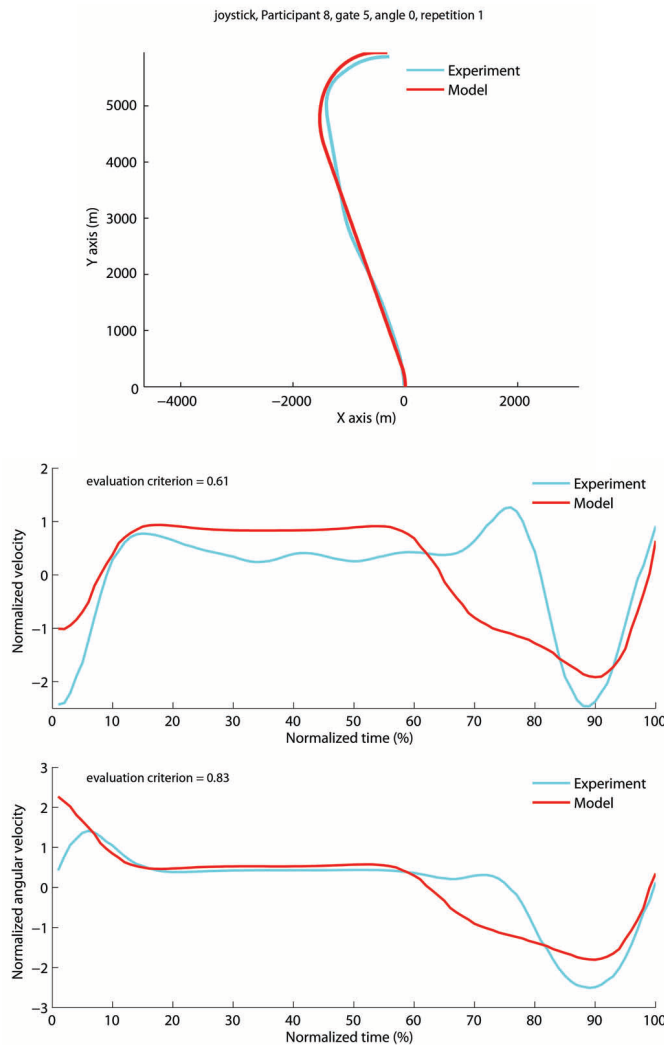 joystick, Participant 8, gate 5, angle 0, repetition 1
Experiment
Model
5000
4000
3000
2000
1000
0
Y axis (m)
−4000
−2000
0
2000
X axis (m)
evaluation criterion = 0.61
Experiment
Model
2
1
0
−1
−2
Normalized velocity
0
10
20
30
40
50
60
70
80
90
100
Normalized time (%)
evaluation criterion = 0.83
Experiment
Model
3
2
1
0
−1
−2
−3
Normalized angular velocity
0
10
20
30
40
50
60
70
80
90
100
Normalized time (%)